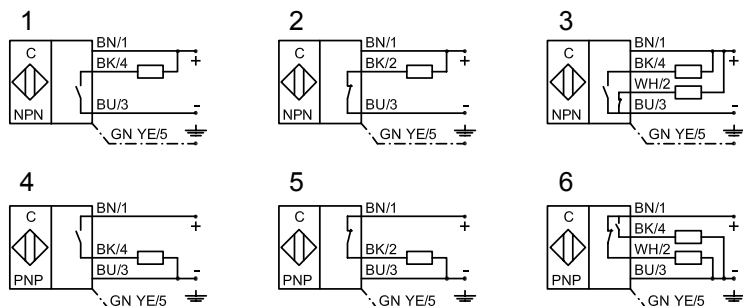 1
BN/1
C
BK/4
+
NPN
BU/3
-
GN YE/5
2
BN/1
C
BK/2
+
NPN
BU/3
-
GN YE/5
3
BN/1
C
BK/4
+
WH/2
NPN
BU/3
-
GN YE/5
4
BN/1
C
+
BK/4
PNP
BU/3
-
GN YE/5
5
BN/1
C
+
BK/2
PNP
BU/3
-
GN YE/5
6
BN/1
C
+
BK/4
WH/2
PNP
BU/3
-
GN YE/5